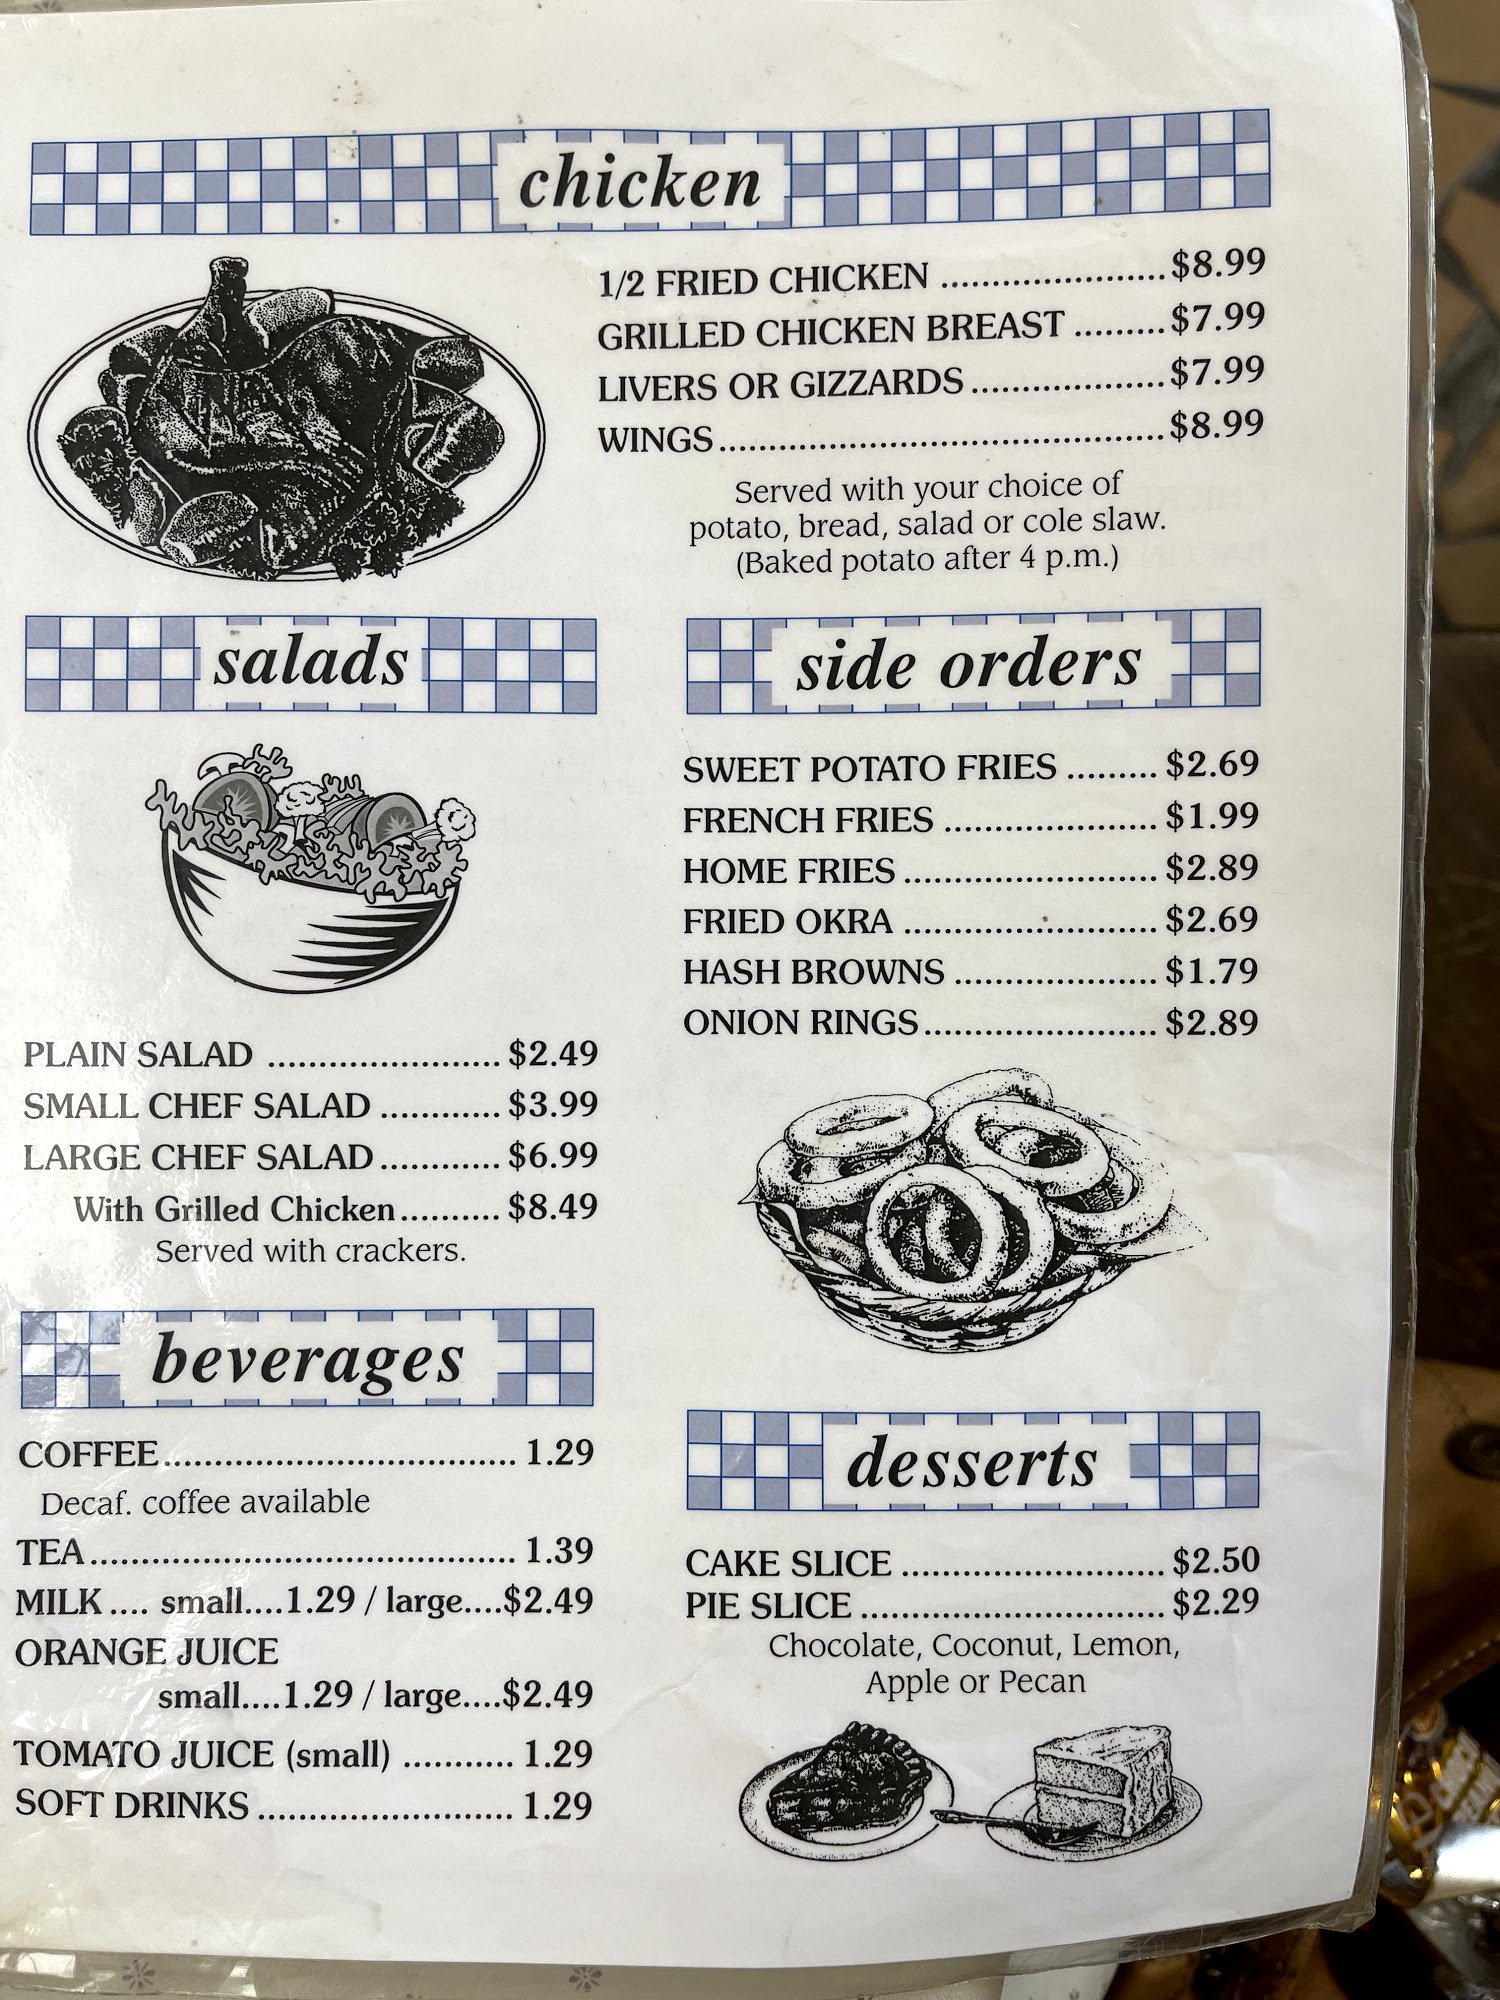 chicken
1/2 FRIED CHICKEN ......................$8.99
GRILLED CHICKEN BREAST .........$7.99
LIVERS OR GIZZARDS...................$7.99
WINGS...........................................$8.99
Served with your choice of
potato, bread, salad or cole slaw.
(Baked potato after 4 p.m.)
salads
PLAIN SALAD .......................$2.49
SMALL CHEF SALAD ............$3.99
LARGE CHEF SALAD............$6.99
With Grilled Chicken..........$8.49
Served with crackers.
side orders
SWEET POTATO FRIES .........$2.69
FRENCH FRIES .....................$1.99
HOME FRIES .........................$2.89
FRIED OKRA .........................$2.69
HASH BROWNS ....................$1.79
ONION RINGS.......................$2.89
beverages
COFFEE.................................. 1.29
Decaf. coffee available
TEA......................................... 1.39
MILK .... small....1.29 / large....$2.49
ORANGE JUICE
small....1.29 / large....$2.49
TOMATO JUICE (small) ........... 1.29
SOFT DRINKS ......................... 1.29
desserts
CAKE SLICE ..........................$2.50
PIE SLICE ..............................$2.29
Chocolate, Coconut, Lemon,
Apple or Pecan